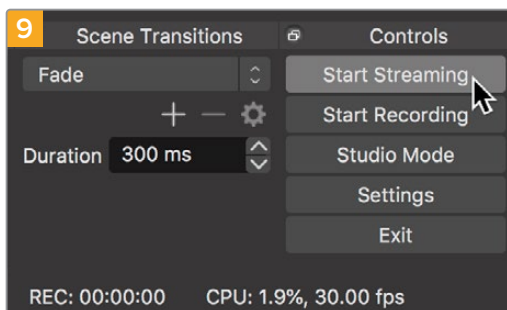 9
Scene Transitions
Controls
Fade
Start Streaming
Start Recording
Duration 300 ms
Studio Mode
Settings
Exit
REC: 00:00:00 CPU: 1.9%, 30.00 fps